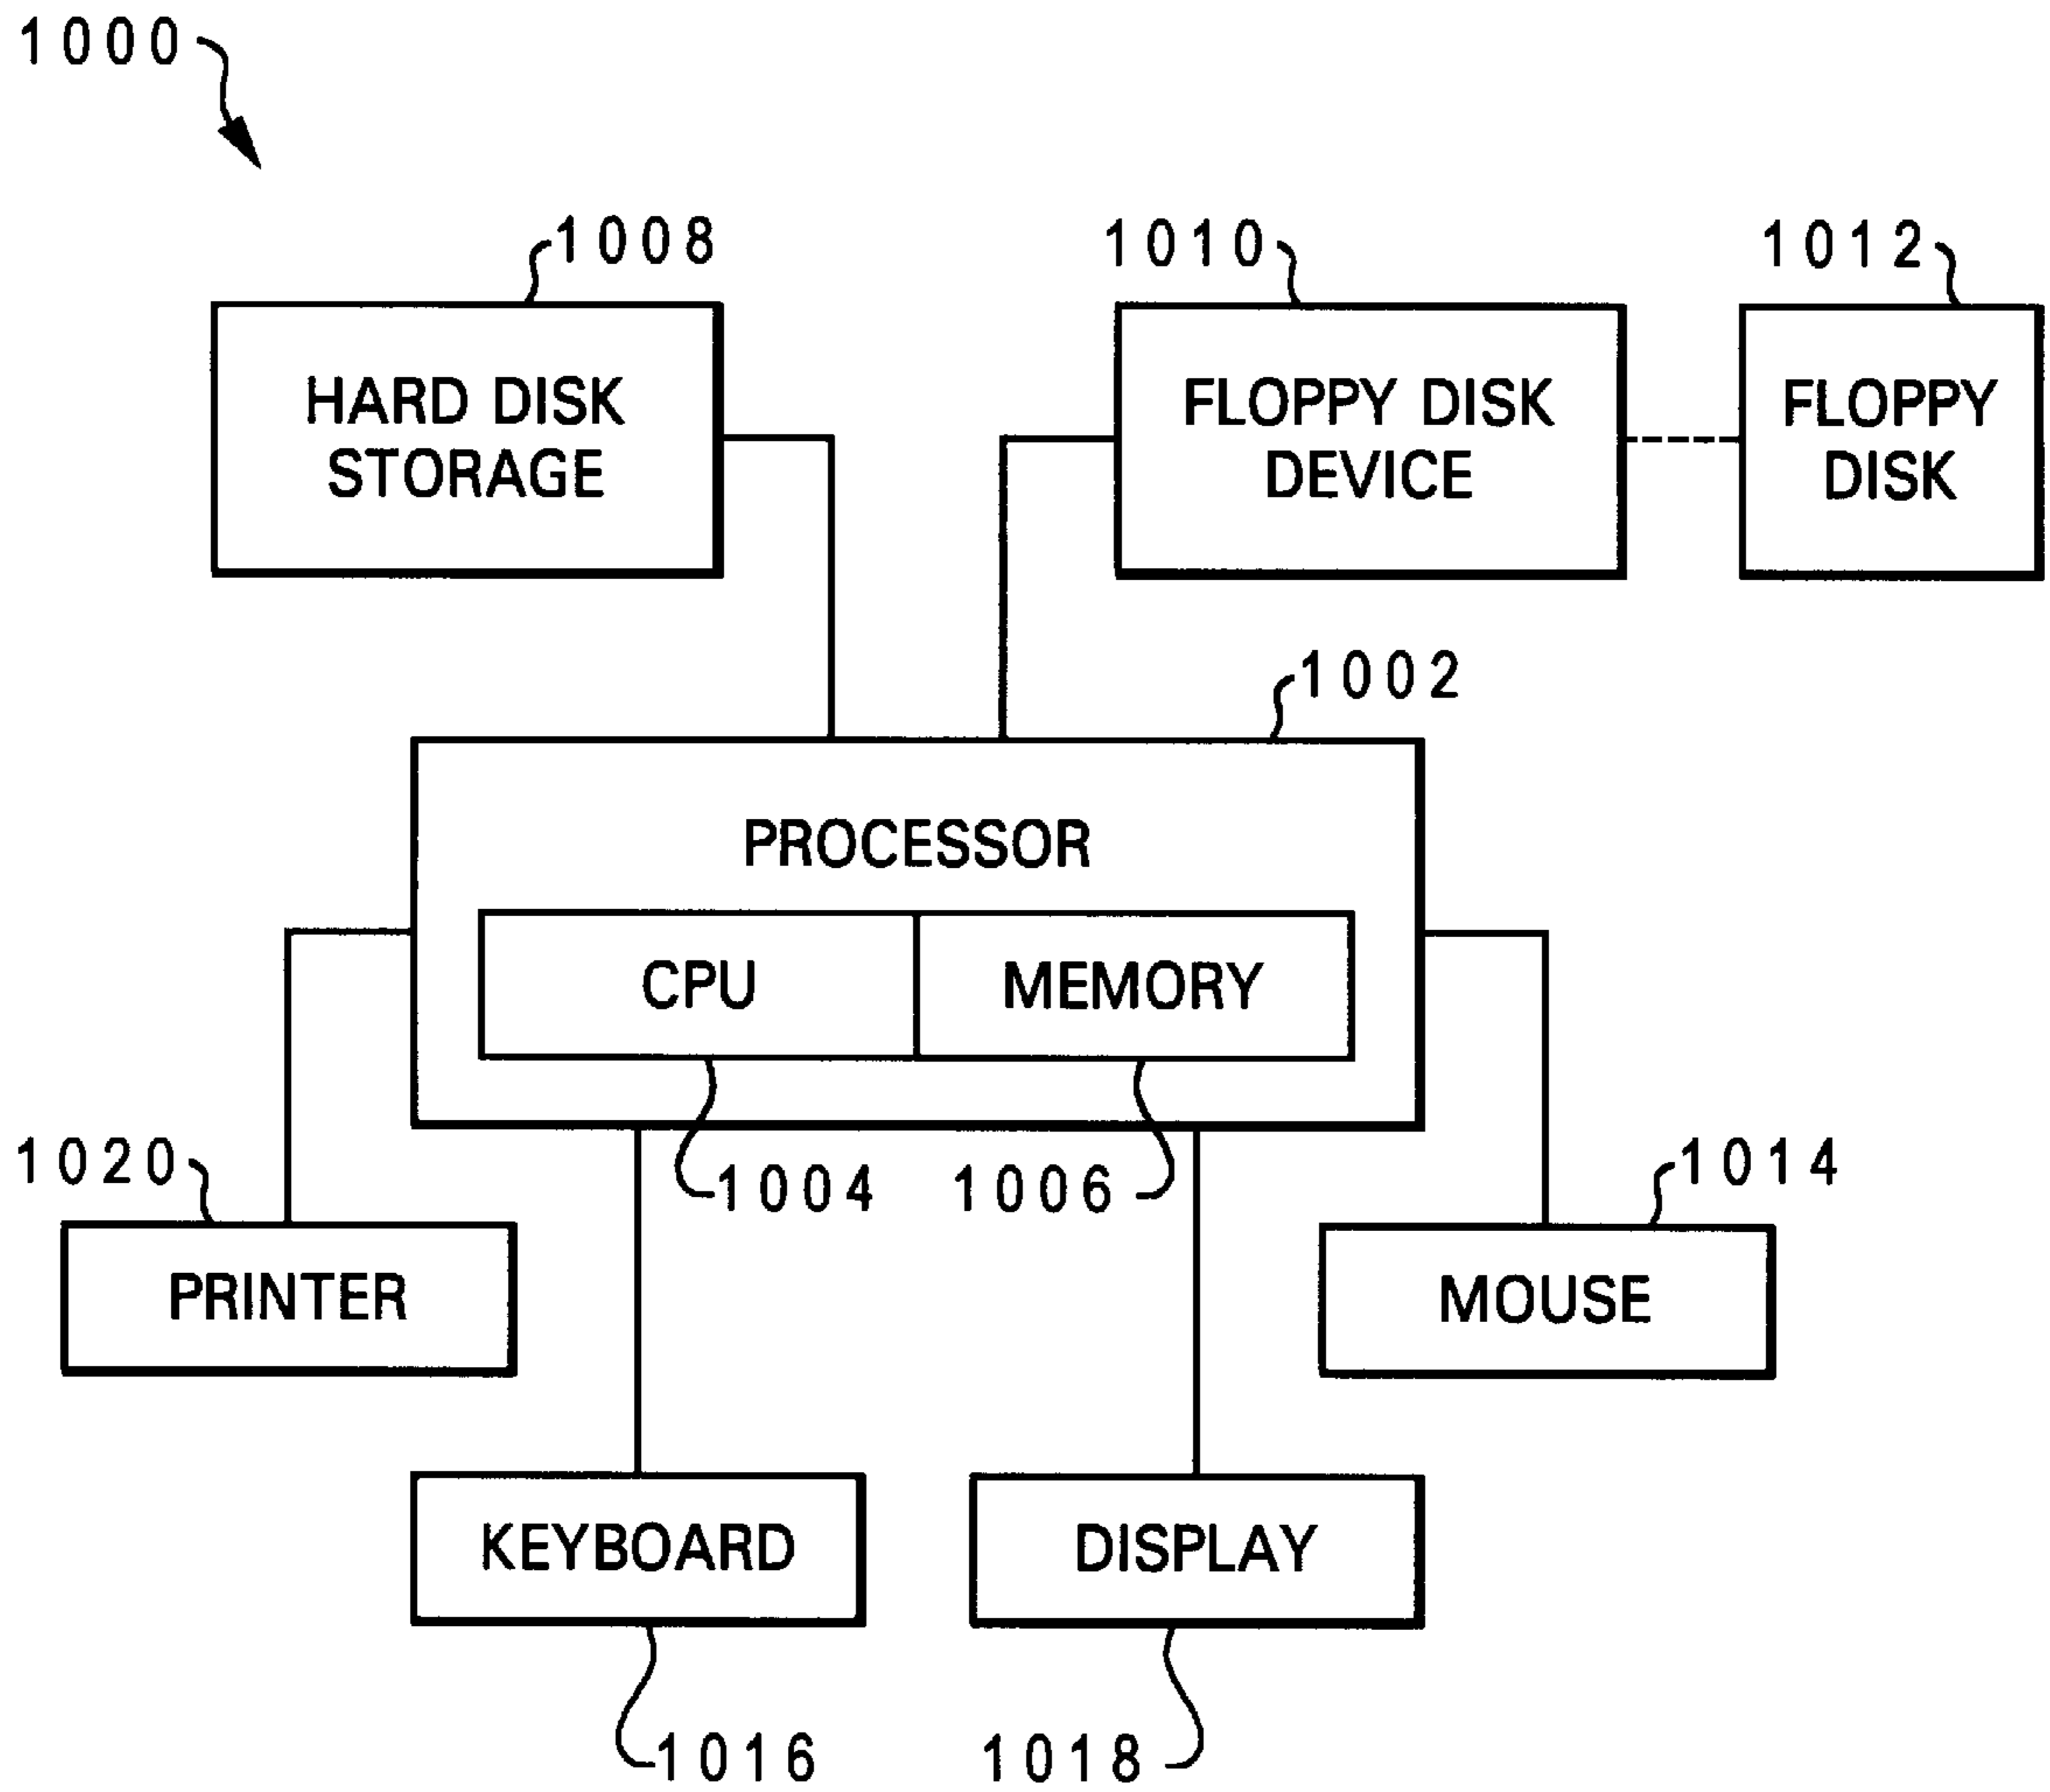 1000
1008
1010
1012
HARD DISK
STORAGE
FLOPPY DISK
DEVICE
FLOPPY
DISK
1002
PROCESSOR
CPU
MEMORY
1020
1004
1006
1014
PRINTER
MOUSE
KEYBOARD
DISPLAY
1016
1018